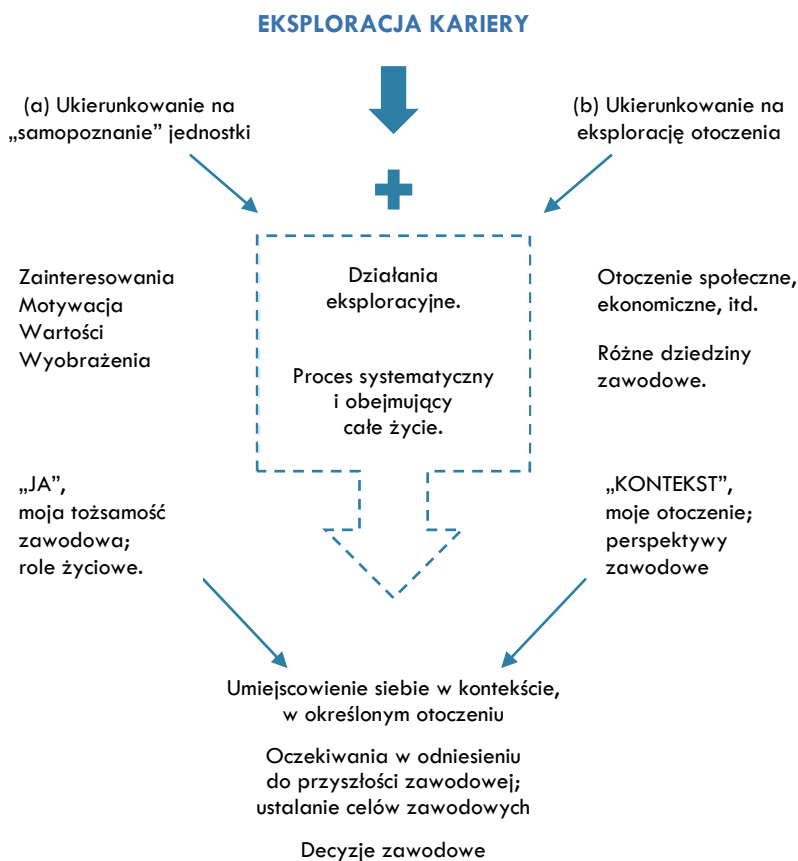 EKSPLORACJA KARIERY
(a) Ukierunkowanie na
„samopoznanie” jednostki
(b) Ukierunkowanie na
eksplorację otoczenia
Zainteresowania
Motywacja
Wartości
Wyobrażenia
Działania
eksploracyjne.
Proces systematyczny
i obejmujący
całe życie.
Otoczenie społeczne,
ekonomiczne, itd.
Różne dziedziny
zawodowe.
„JA”,
moja tożsamość
zawodowa;
role życiowe.
„KONTEKST”,
moje otoczenie;
perspektywy
zawodowe
Umiejscowienie siebie w kontekście,
w określonym otoczeniu
Oczekiwania w odniesieniu
do przyszłości zawodowej;
ustalanie celów zawodowych
Decyzje zawodowe